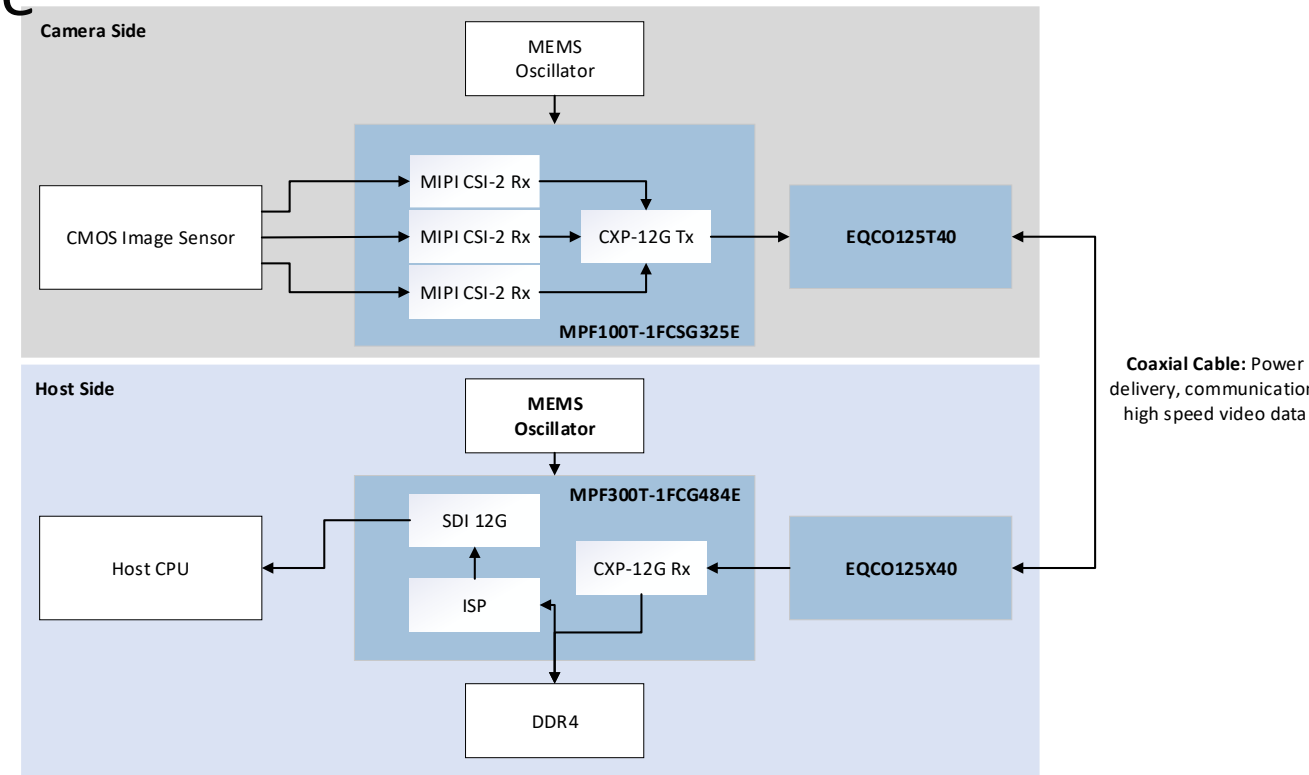 C
Camera Side
MEMS
Oscillator
MIPI CSI-2 Rx
CMOS Image Sensor
MIPI CSI-2 Rx
CXP-12G Tx
EQCO125T40
MIPI CSI-2 Rx
MPF100T-1FCSG325E
Coaxial Cable: Power
delivery, communication
high speed video data
Host Side
MEMS
Oscillator
MPF300T-1FCG484E
SDI 12G
Host CPU
CXP-12G Rx
EQCO125X40
ISP
DDR4